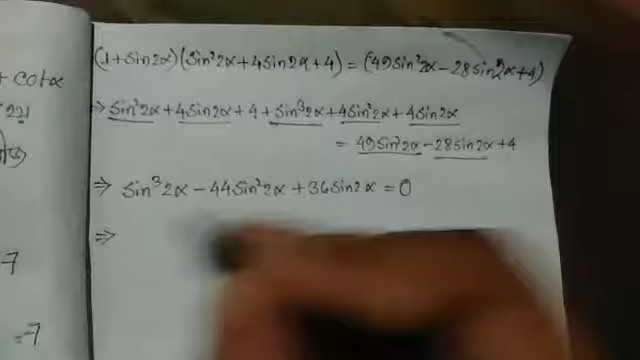 + cotα
(1+sin2α)(sin²2α+4sin2α+4) = (49sin²2α-28sin2α+4)
⇒ sin²2α+4sin2α+4+sin³2α+4sin²2α+4sin2α
= 49sin²2α-28sin2α+4
⇒ sin³2α-44sin²2α+36sin2α=0
⇒
-7
=-7